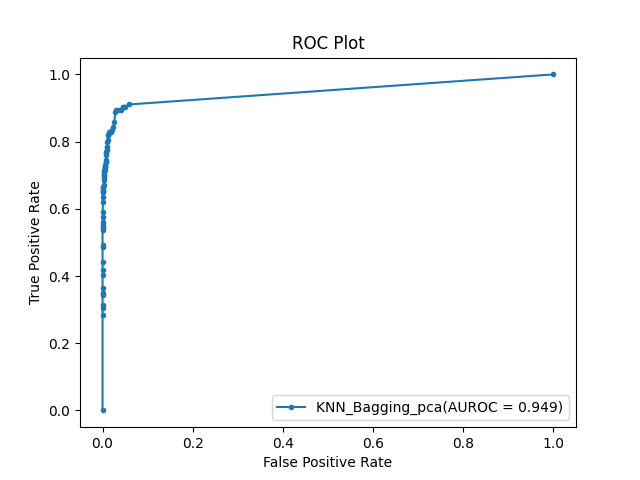 ROC Plot
1.0
0.8
0.6
0.4
0.2
0.0
True Positive Rate
KNN_Bagging_pca(AUROC = 0.949)
0.0 0.2 0.4 0.6 0.8 1.0
False Positive Rate